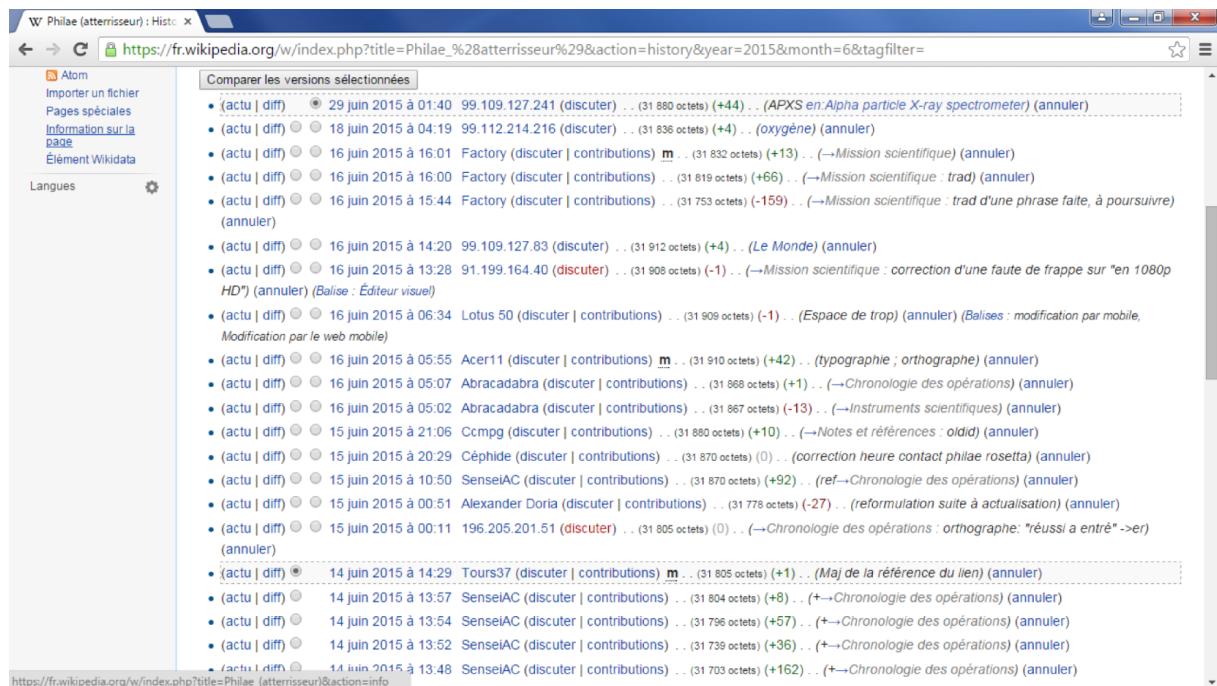 Philae (atterrisseur) : Histo
https://fr.wikipedia.org/w/index.php?title=Philae_%28atterrisseur%29&action=history&year=2015&month=6&tagfilter=
Atom
Importer un fichier
Pages spéciales
Information sur la
page
Élément Wikidata
Langues
Comparer les versions sélectionnées
(actu | diff) 29 juin 2015 à 01:40 99.109.127.241 (discuter) . . (31 880 octets) (+44) . . (APXS en:Alpha particle X-ray spectrometer) (annuler)
(actu | diff) 18 juin 2015 à 04:19 99.112.214.216 (discuter) . . (31 836 octets) (+4) . . (oxygène) (annuler)
(actu | diff) 16 juin 2015 à 16:01 Factory (discuter | contributions) m . . (31 832 octets) (+13) . . (→Mission scientifique) (annuler)
(actu | diff) 16 juin 2015 à 16:00 Factory (discuter | contributions) . . (31 819 octets) (+66) . . (→Mission scientifique : trad) (annuler)
(actu | diff) 16 juin 2015 à 15:44 Factory (discuter | contributions) . . (31 753 octets) (-159) . . (→Mission scientifique : trad d'une phrase faite, à poursuivre)
(annuler)
(actu | diff) 16 juin 2015 à 14:20 99.109.127.83 (discuter) . . (31 912 octets) (+4) . . (Le Monde) (annuler)
(actu | diff) 16 juin 2015 à 13:28 91.199.164.40 (discuter) . . (31 908 octets) (-1) . . (→Mission scientifique : correction d'une faute de frappe sur "en 1080p
HD") (annuler) (Balise : Éditeur visuel)
(actu | diff) 16 juin 2015 à 06:34 Lotus 50 (discuter | contributions) . . (31 909 octets) (-1) . . (Espace de trop) (annuler) (Balises : modification par mobile,
Modification par le web mobile)
(actu | diff) 16 juin 2015 à 05:55 Acer11 (discuter | contributions) m . . (31 910 octets) (+42) . . (typographie ; orthographe) (annuler)
(actu | diff) 16 juin 2015 à 05:07 Abracadabra (discuter | contributions) . . (31 868 octets) (+1) . . (→Chronologie des opérations) (annuler)
(actu | diff) 16 juin 2015 à 05:02 Abracadabra (discuter | contributions) . . (31 867 octets) (-13) . . (→Instruments scientifiques) (annuler)
(actu | diff) 15 juin 2015 à 21:06 Ccmpg (discuter | contributions) . . (31 880 octets) (+10) . . (→Notes et références : oldid) (annuler)
(actu | diff) 15 juin 2015 à 20:29 Céphide (discuter | contributions) . . (31 870 octets) (0) . . (correction heure contact philae rosetta) (annuler)
(actu | diff) 15 juin 2015 à 10:50 SenseiAC (discuter | contributions) . . (31 870 octets) (+92) . . (ref→Chronologie des opérations) (annuler)
(actu | diff) 15 juin 2015 à 00:51 Alexander Doria (discuter | contributions) . . (31 778 octets) (-27) . . (reformulation suite à actualisation) (annuler)
(actu | diff) 15 juin 2015 à 00:11 196.205.201.51 (discuter) . . (31 805 octets) (0) . . (→Chronologie des opérations : orthographe: "réussi a entré" ->er)
(annuler)
(actu | diff) 14 juin 2015 à 14:29 Tours37 (discuter | contributions) m . . (31 805 octets) (+1) . . (Maj de la référence du lien) (annuler)
(actu | diff) 14 juin 2015 à 13:57 SenseiAC (discuter | contributions) . . (31 804 octets) (+8) . . (+→Chronologie des opérations) (annuler)
(actu | diff) 14 juin 2015 à 13:54 SenseiAC (discuter | contributions) . . (31 796 octets) (+57) . . (+→Chronologie des opérations) (annuler)
(actu | diff) 14 juin 2015 à 13:52 SenseiAC (discuter | contributions) . . (31 739 octets) (+36) . . (+→Chronologie des opérations) (annuler)
(actu | diff) 14 juin 2015 à 13:48 SenseiAC (discuter | contributions) . . (31 703 octets) (+162) . . (+→Chronologie des opérations) (annuler)
https://fr.wikipedia.org/w/index.php?title=Philae_(atterrisseur)&action=info